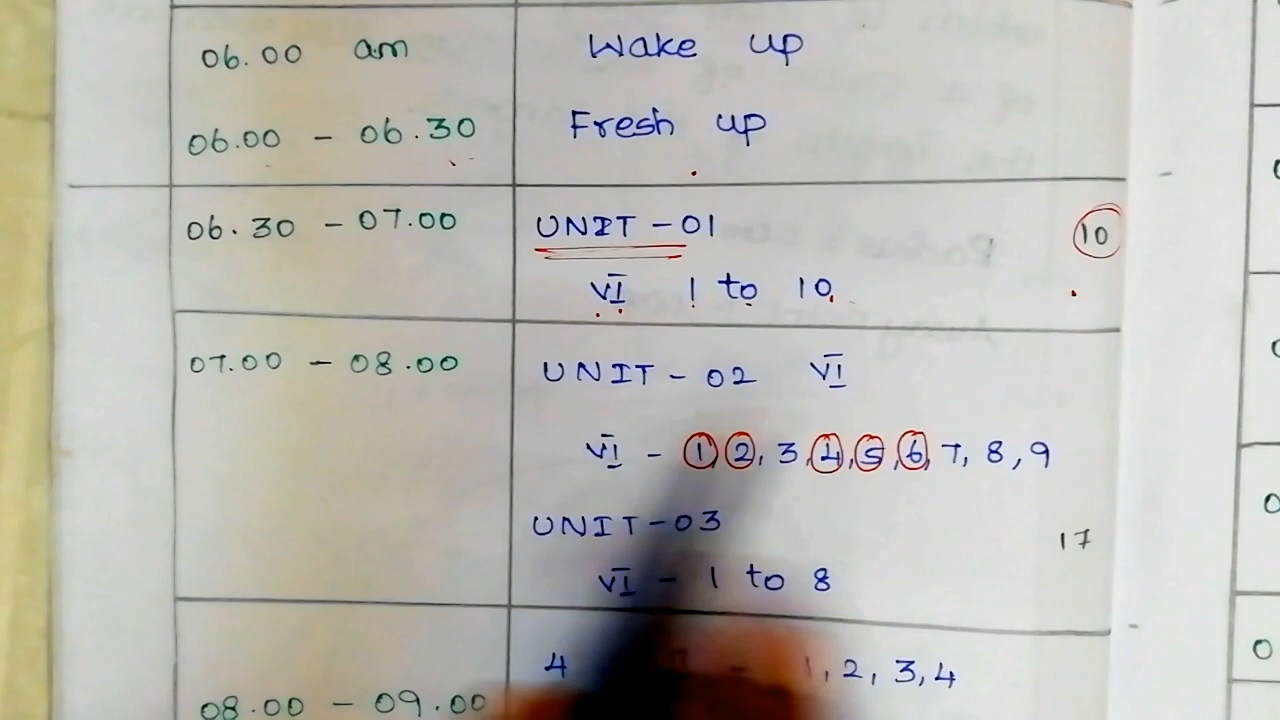 06.00 am Wake up
06.00 - 06.30 Fresh up
06.30 - 07.00 UNIT - 01 10
VI 1 to 10
07.00 - 08.00 UNIT - 02 VI
VI - 1, 2, 3, 4, 5, 6, 7, 8, 9
UNIT - 03 17
VI - 1 to 8
4 1, 2, 3, 4
08.00 - 09.00